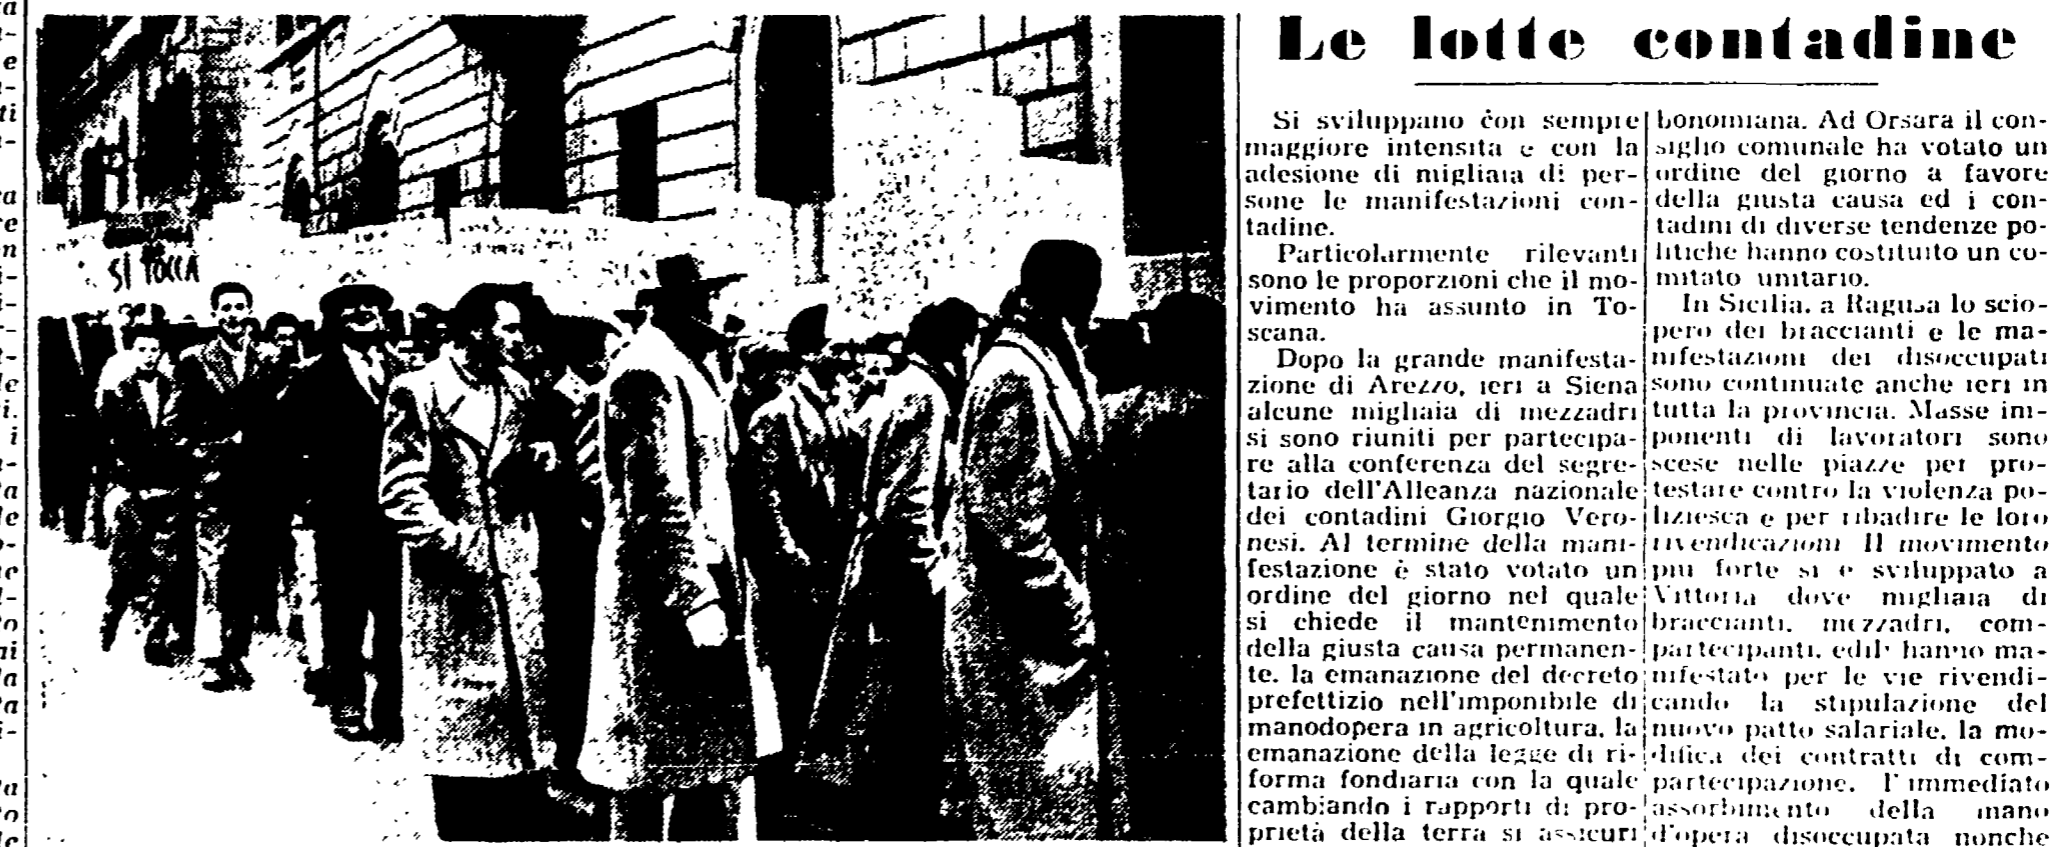 SI TOCCA
Le lotte contadine
Si sviluppano con sempre
maggiore intensita e con la
adesione di migliaia di per-
sone le manifestazioni con-
tadine.
Particolarmente rilevanti
sono le proporzioni che il mo-
vimento ha assunto in To-
scana.
Dopo la grande manifesta-
zione di Arezzo, ieri a Siena
alcune migliaia di mezzadri
si sono riuniti per partecipa-
re alla conferenza del segre-
tario dell'Alleanza nazionale
dei contadini Giorgio Vero-
nesi. Al termine della mani-
festazione è stato votato un
ordine del giorno nel quale
si chiede il mantenimento
della giusta causa permanen-
te, la emanazione del decreto
prefettizio nell'imponibile di
manodopera in agricoltura, la
emanazione della legge di ri-
forma fondiaria con la quale
cambiando i rapporti di pro-
prietà della terra si assicuri
bonomiana. Ad Orsara il con-
siglio comunale ha votato un
ordine del giorno a favore
della giusta causa ed i con-
tadini di diverse tendenze po-
litiche hanno costituito un co-
mitato unitario.
In Sicilia, a Ragusa lo scio-
pero dei braccianti e le ma-
nifestazioni dei disoccupati
sono continuate anche ieri in
tutta la provincia. Masse im-
ponenti di lavoratori sono
scese nelle piazze per pro-
testare contro la violenza po-
liziesca e per ribadire le loro
rivendicazioni Il movimento
più forte si e sviluppato a
Vittoria dove migliaia di
braccianti, mezzadri, com-
partecipanti, edili hanno ma-
nifestato per le vie rivendi-
cando la stipulazione del
nuovo patto salariale, la mo-
difica dei contratti di com-
partecipazione, l'immediato
assorbimento della mano
d'opera disoccupata nonche